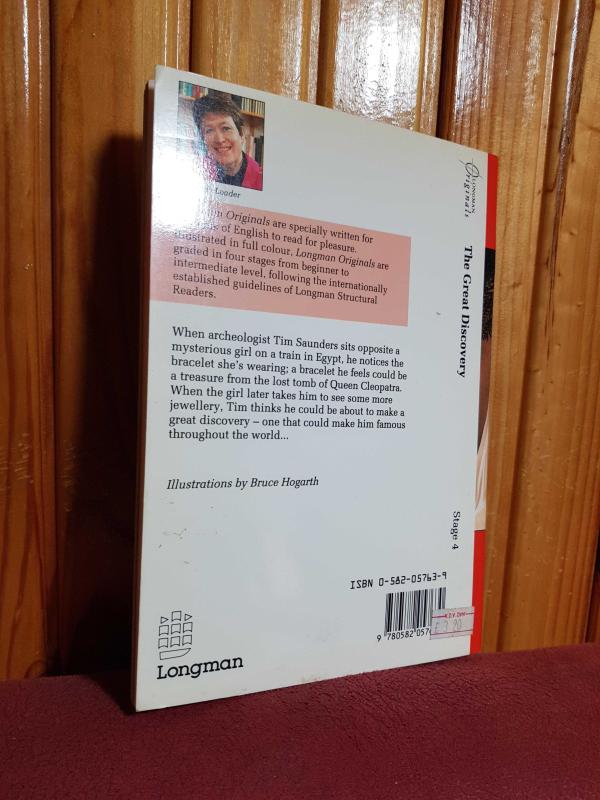 Loader
Originals are specially written for
of English to read for pleasure.
Illustrated in full colour, Longman Originals are
graded in four stages from beginner to
intermediate level, following the internationally
established guidelines of Longman Structural
Readers.
When archeologist Tim Saunders sits opposite a
mysterious girl on a train in Egypt, he notices the
bracelet she's wearing; a bracelet he feels could be
a treasure from the lost tomb of Queen Cleopatra.
When the girl later takes him to see some more
jewellery, Tim thinks he could be about to make a
great discovery – one that could make him famous
throughout the world...
Illustrations by Bruce Hogarth
ISBN 0-582-05763-9
9 780582 057
£3.90
Longman
LONGMAN
Originals
The Great Discovery
Stage 4